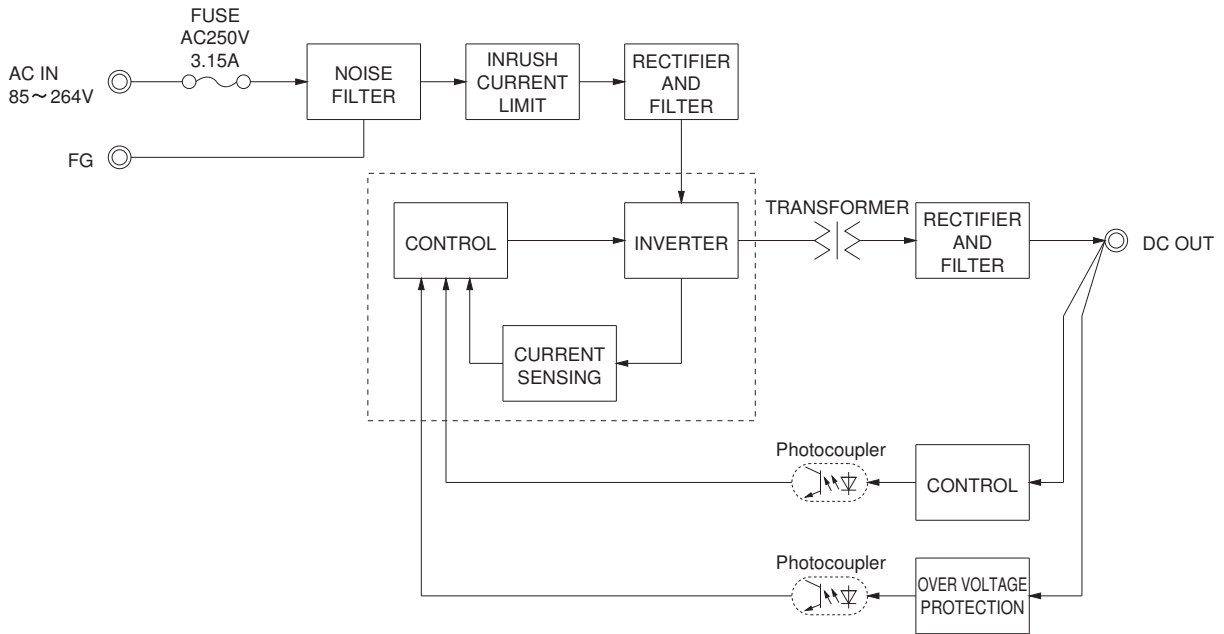 FUSE
AC250V
3.15A
AC IN
85～264V
FG
NOISE
FILTER
INRUSH
CURRENT
LIMIT
RECTIFIER
AND
FILTER
CONTROL
INVERTER
TRANSFORMER
RECTIFIER
AND
FILTER
DC OUT
CURRENT
SENSING
Photocoupler
CONTROL
Photocoupler
OVER VOLTAGE
PROTECTION